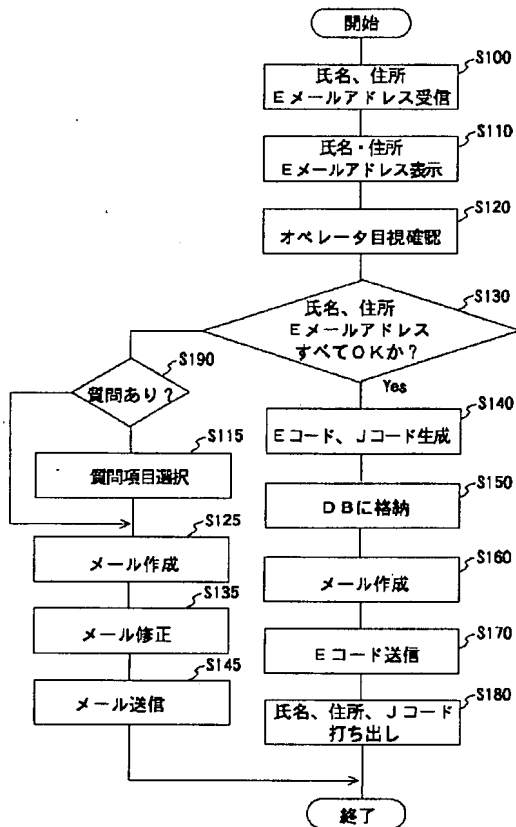 開始
S100
氏名、住所
Eメールアドレス受信
S110
氏名・住所
Eメールアドレス表示
S120
オペレータ目視確認
S130
氏名、住所
Eメールアドレス
すべてOKか？
Yes
S190
質問あり？
S140
Eコード、Jコード生成
S115
質問項目選択
S150
DBに格納
S125
メール作成
S160
メール作成
S135
メール修正
S170
Eコード送信
S145
メール送信
S180
氏名、住所、Jコード
打ち出し
終了